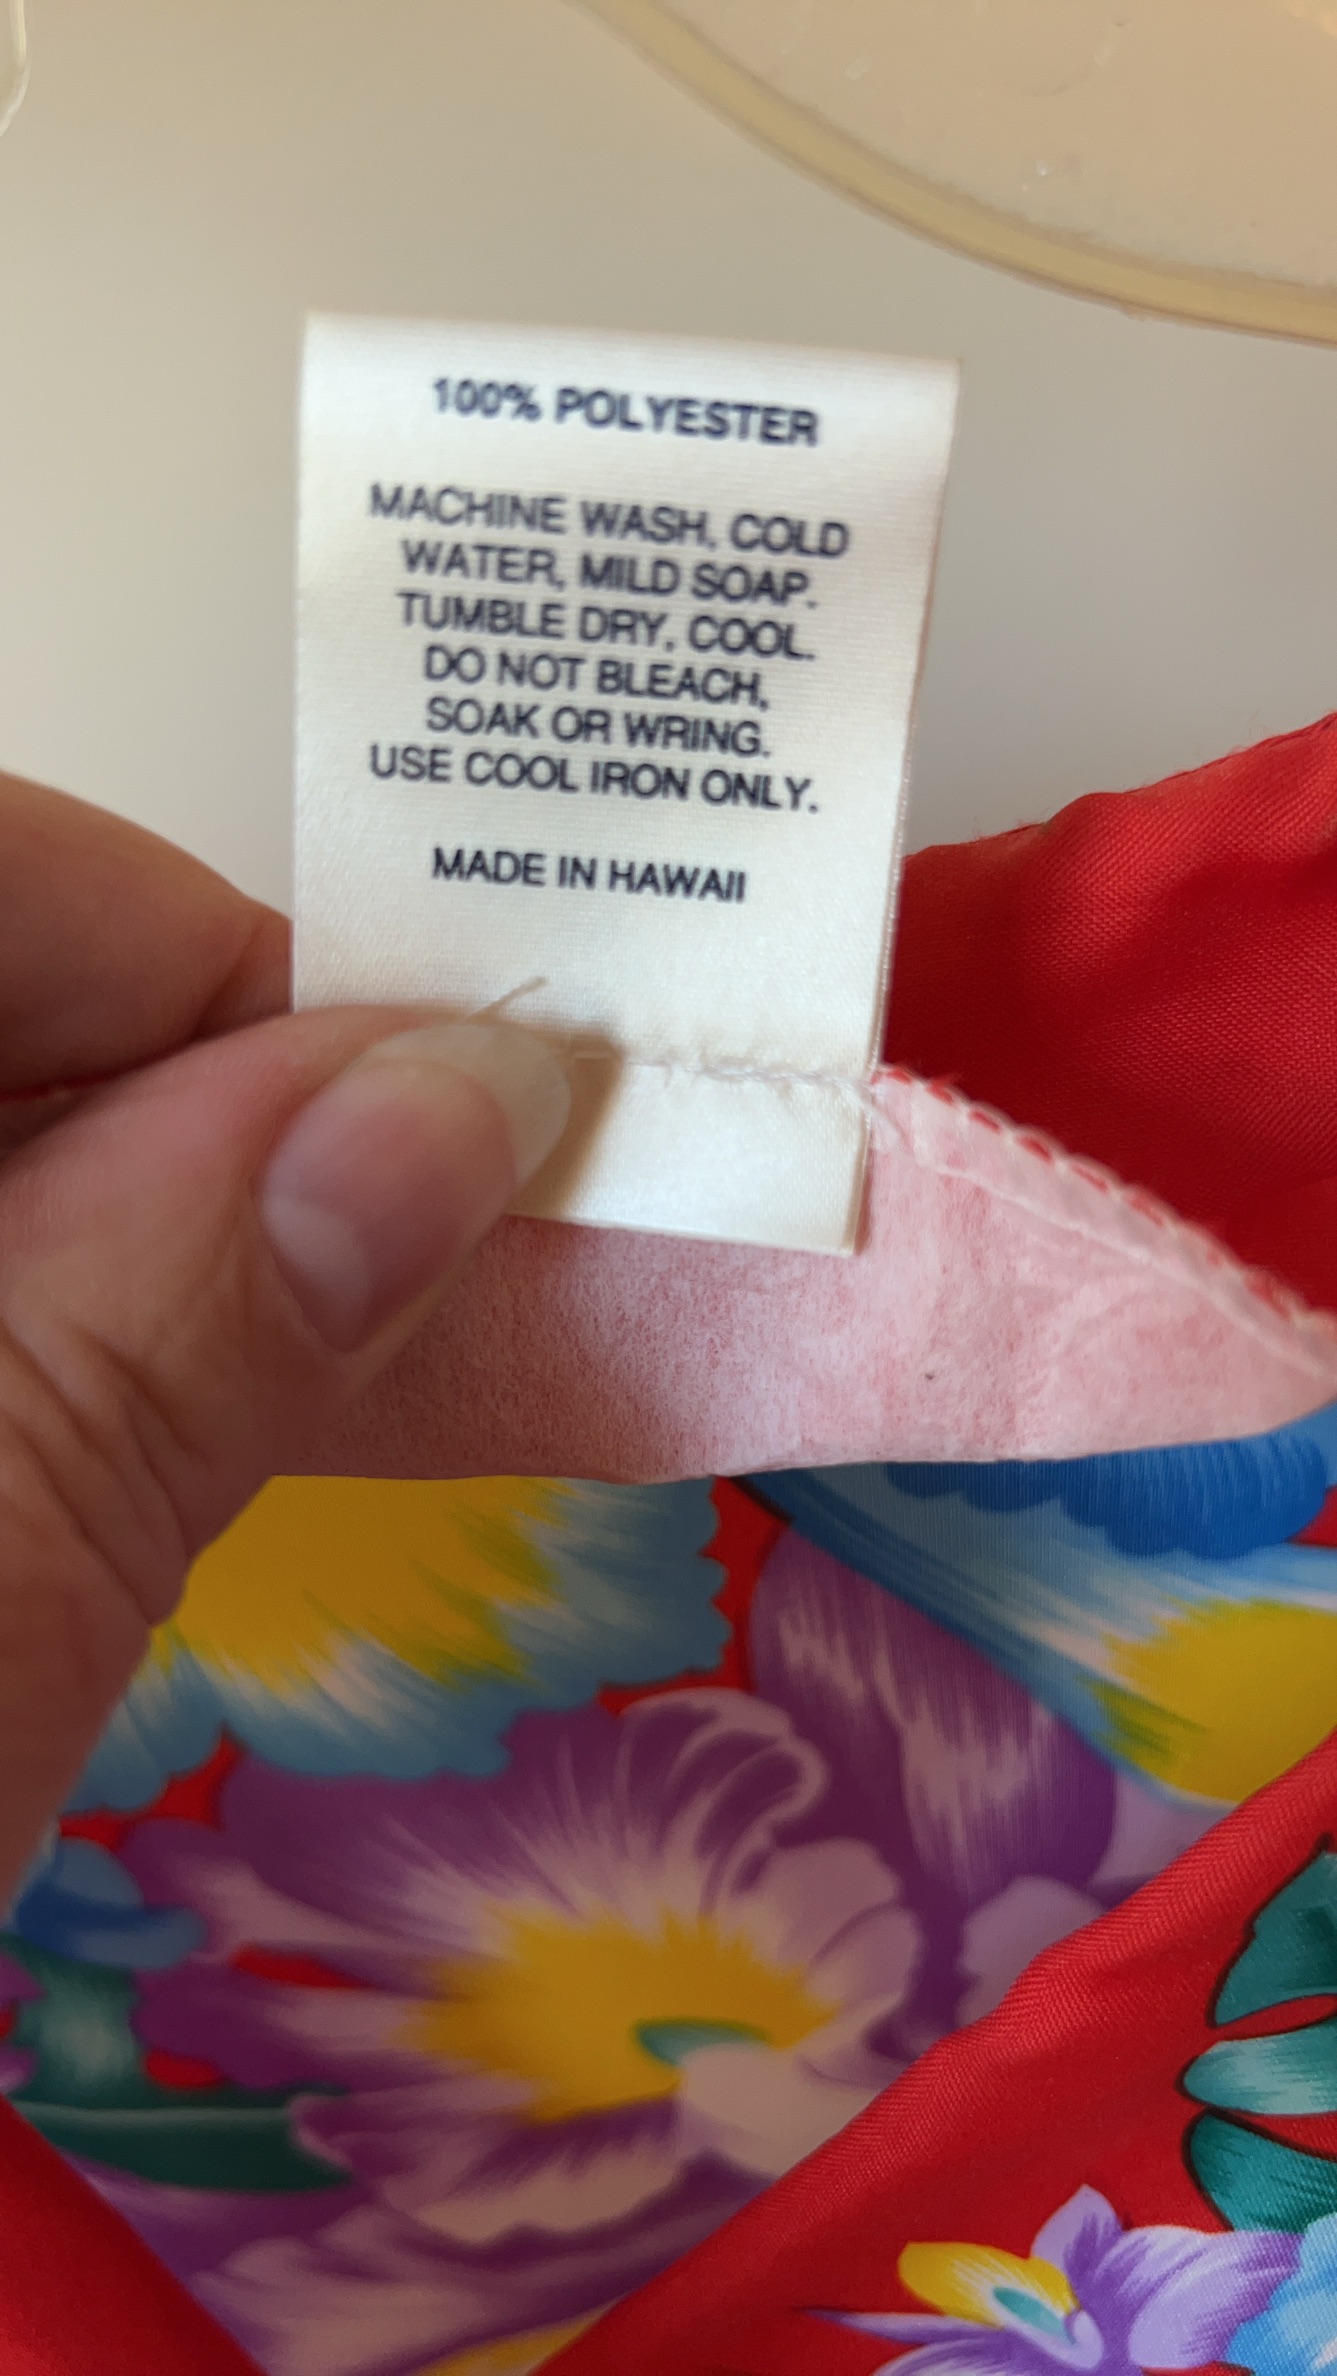 100% POLYESTER
MACHINE WASH, COLD
WATER, MILD SOAP.
TUMBLE DRY, COOL.
DO NOT BLEACH,
SOAK OR WRING.
USE COOL IRON ONLY.
MADE IN HAWAII